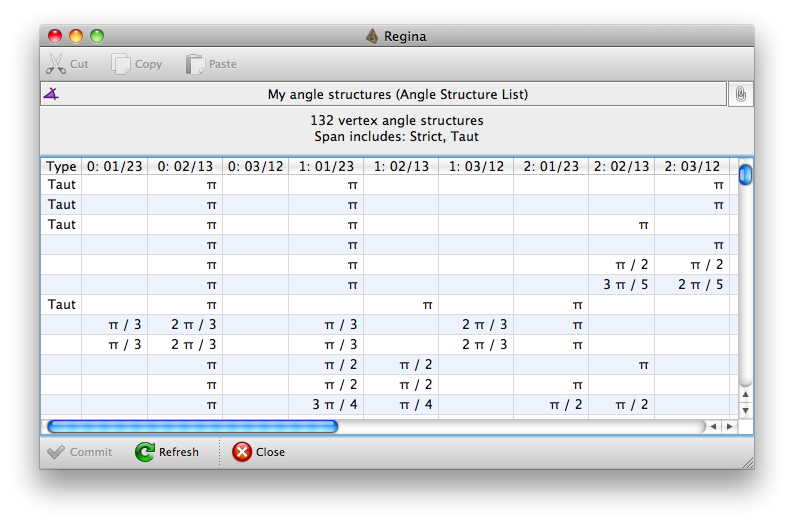 Regina
Cut Copy Paste
My angle structures (Angle Structure List)
132 vertex angle structures
Span includes: Strict, Taut
Type 0: 01/23 0: 02/13 0: 03/12 1: 01/23 1: 02/13 1: 03/12 2: 01/23 2: 02/13 2: 03/12
Taut π π π
Taut π π π
Taut π π π
π π π
π π π / 2 π / 2
π π 3 π / 5 2 π / 5
Taut π π π
π / 3 2 π / 3 π / 3 2 π / 3 π
π / 3 2 π / 3 π / 3 2 π / 3 π
π π / 2 π / 2 π
π π / 2 π / 2 π
π 3 π / 4 π / 4 π / 2 π / 2
Commit Refresh Close